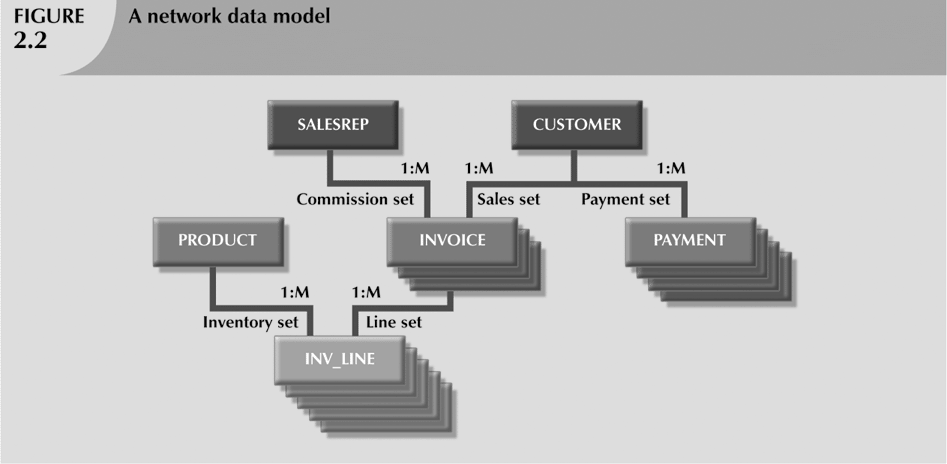 FIGURE
2.2
A network data model
SALESREP
CUSTOMER
1:M
1:M
1:M
Commission set
Sales set
Payment set
PRODUCT
INVOICE
PAYMENT
1:M
1:M
Inventory set
Line set
INV_LINE